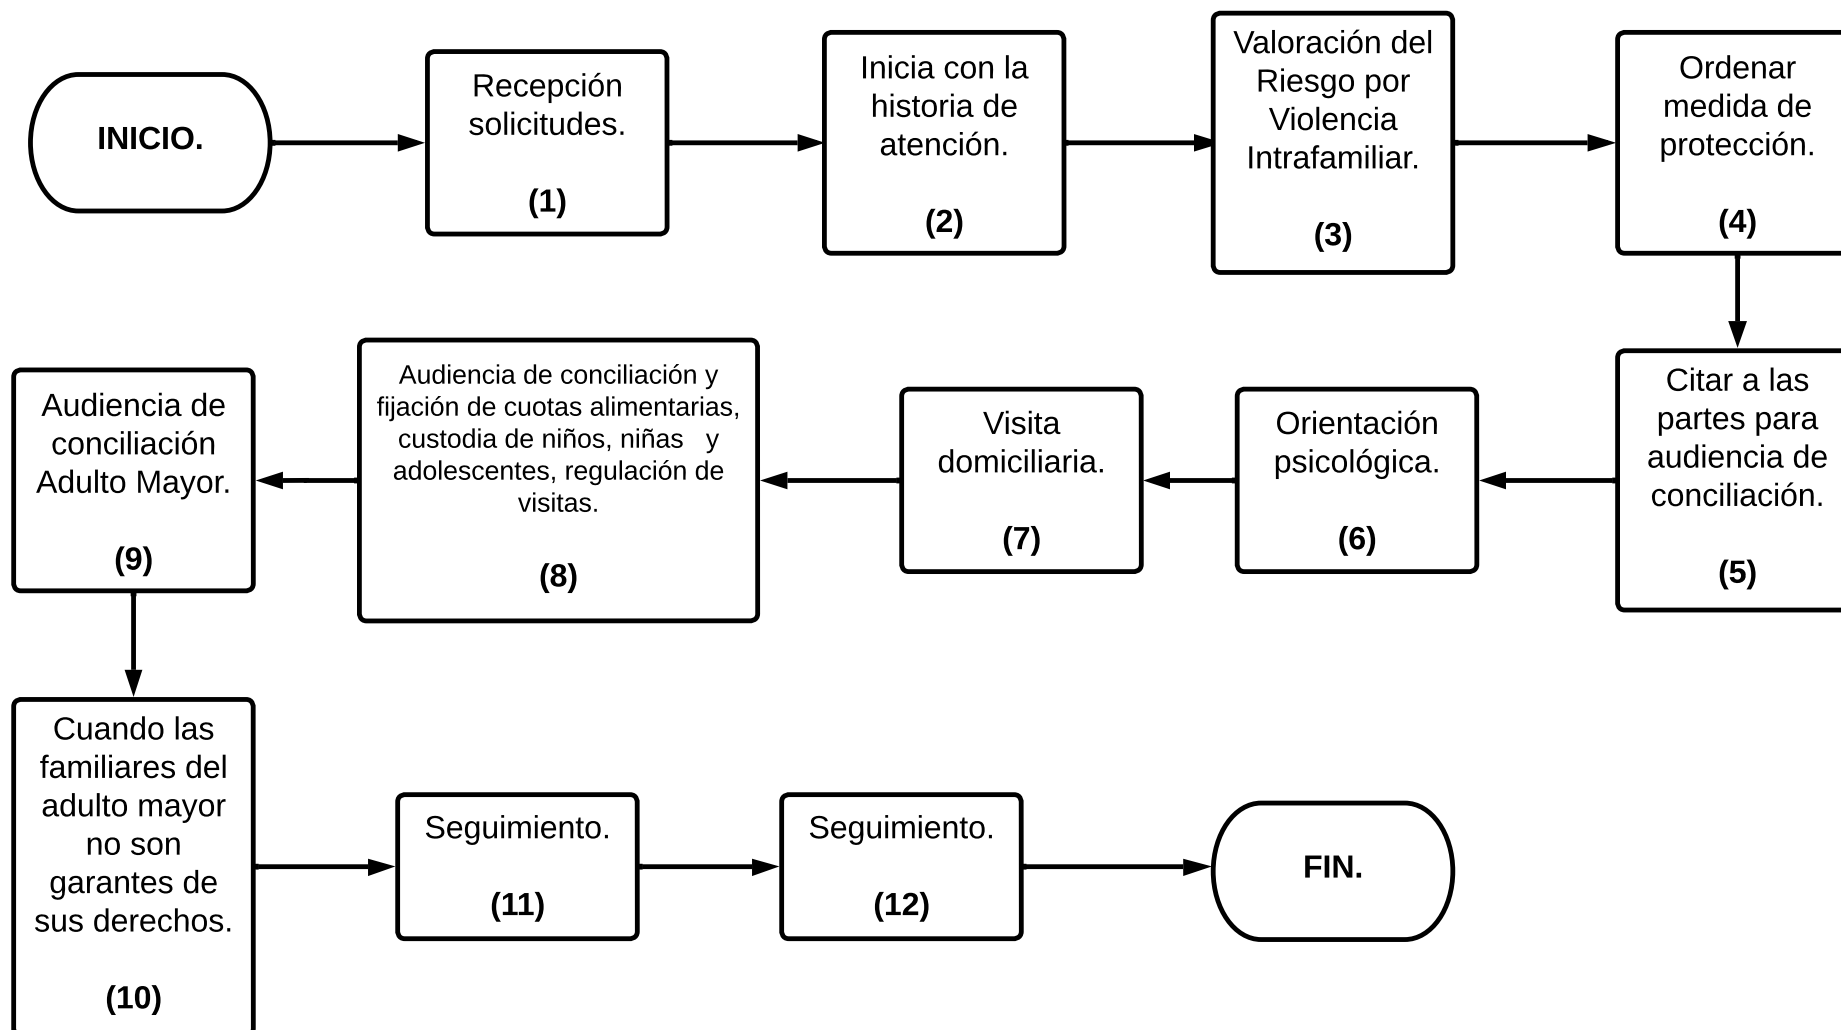 INICIO.
Recepción
solicitudes.
(1)
Inicia con la
historia de
atención.
(2)
Valoración del
Riesgo por
Violencia
Intrafamiliar.
(3)
Ordenar
medida de
protección.
(4)
Citar a las
partes para
audiencia de
conciliación.
(5)
Orientación
psicológica.
(6)
Visita
domiciliaria.
(7)
Audiencia de conciliación y
fijación de cuotas alimentarias,
custodia de niños, niñas   y
adolescentes, regulación de
visitas.
(8)
Audiencia de
conciliación
Adulto Mayor.
(9)
Cuando las
familiares del
adulto mayor
no son
garantes de
sus derechos.
(10)
Seguimiento.
(11)
Seguimiento.
(12)
FIN.